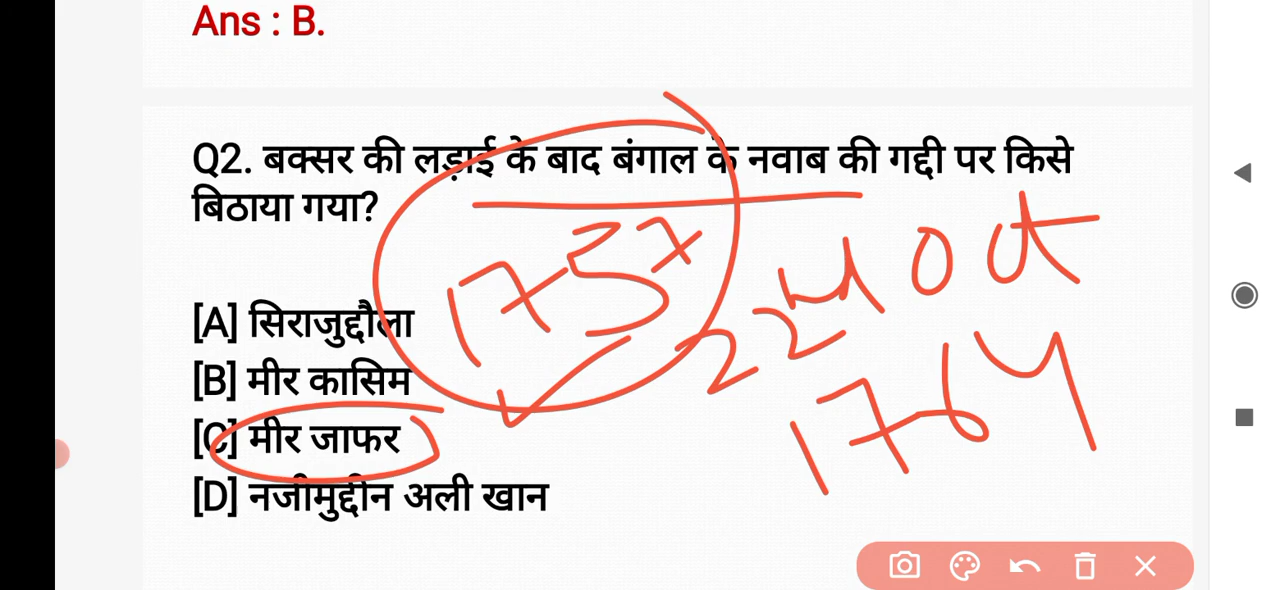 Ans : B.
Q2. बक्सर की लड़ाई के बाद बंगाल के नवाब की गद्दी पर किसे
बिठाया गया?
1757
22 अ oct
1764
[A] सिराजुद्दौला
[B] मीर कासिम
[C] मीर जाफर
[D] नजीमुद्दीन अली खान